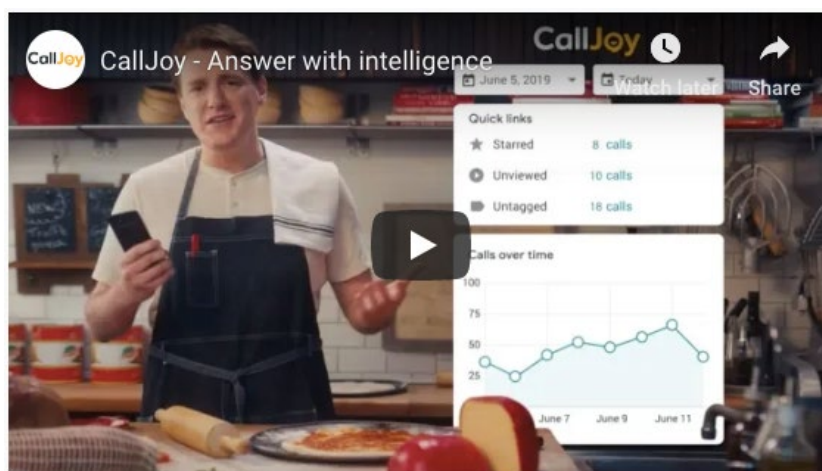 CallJoy
CallJoy - Answer with intelligence
CallJoy
Watch later
Share
June 5, 2019
Today
Quick links
Starred 8 calls
Unviewed 10 calls
Untagged 18 calls
Calls over time
100
75
50
25
June 7 June 9 June 11